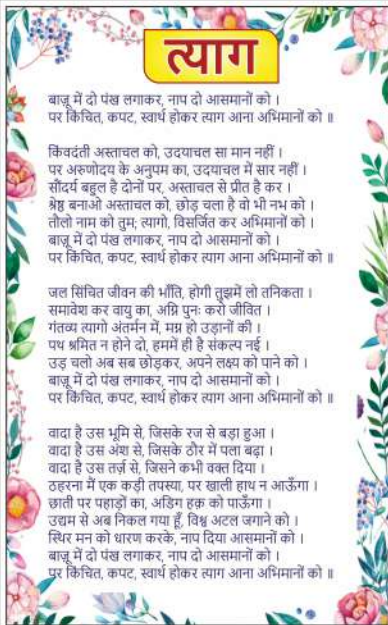 त्याग
बाजू में दो पंख लगाकर, नाप दो आसमानों को ।
पर किंचित, कपट, स्वार्थ होकर त्याग आना अभिमानों को ॥
किंवदंती अस्ताचल को, उदयाचल सा मान नहीं ।
पर अरुणोदय के अनुपम का, उदयाचल में सार नहीं ।
सौंदर्य बहुल है दोनों पर, अस्ताचल से प्रीत है कर ।
श्रेष्ठ बनाओ अस्ताचल को, छोड़ चला है वो भी नभ को ।
तौलो नाम को तुम; त्यागो, विसर्जित कर अभिमानों को ।
बाजू में दो पंख लगाकर, नाप दो आसमानों को ।
पर किंचित, कपट, स्वार्थ होकर त्याग आना अभिमानों को ॥
जल सिंचित जीवन की भाँति, होगी तुझमें लो तनिकता ।
समावेश कर वायु का, अग्नि पुनः करो जीवित ।
गंतव्य त्यागो अंतर्मन में, मग्न हो उड़ानों की ।
पथ श्रमित न होने दो, हममें ही है संकल्प नई ।
उड़ चलो अब सब छोड़कर, अपने लक्ष्य को पाने को ।
बाजू में दो पंख लगाकर, नाप दो आसमानों को ।
पर किंचित, कपट, स्वार्थ होकर त्याग आना अभिमानों को ॥
वादा है उस भूमि से, जिसके रज से बड़ा हुआ ।
वादा है उस अंश से, जिसके ठौर में पला बढ़ा ।
वादा है उस तर्ज़ से, जिसने कभी वक्त दिया ।
ठहरना मैं एक कड़ी तपस्या, पर खाली हाथ न आऊँगा ।
छाती पर पहाड़ों का, अडिग हक़ को पाऊँगा ।
उद्यम से अब निकल गया हूँ, विश्व अटल जगाने को ।
स्थिर मन को धारण करके, नाप दिया आसमानों को ।
बाजू में दो पंख लगाकर, नाप दो आसमानों को ।
पर किंचित, कपट, स्वार्थ होकर त्याग आना अभिमानों को ॥